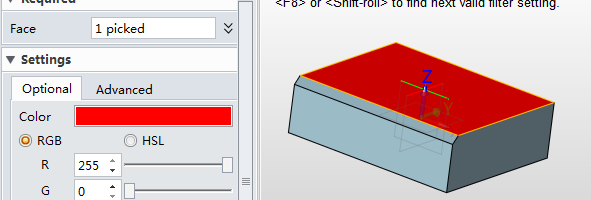 Required
<F8> or <Shift-roll> to find next valid filter setting.
Face 1 picked
Settings
Optional Advanced
Color
RGB HSL
R 255
G 0
Z
Y